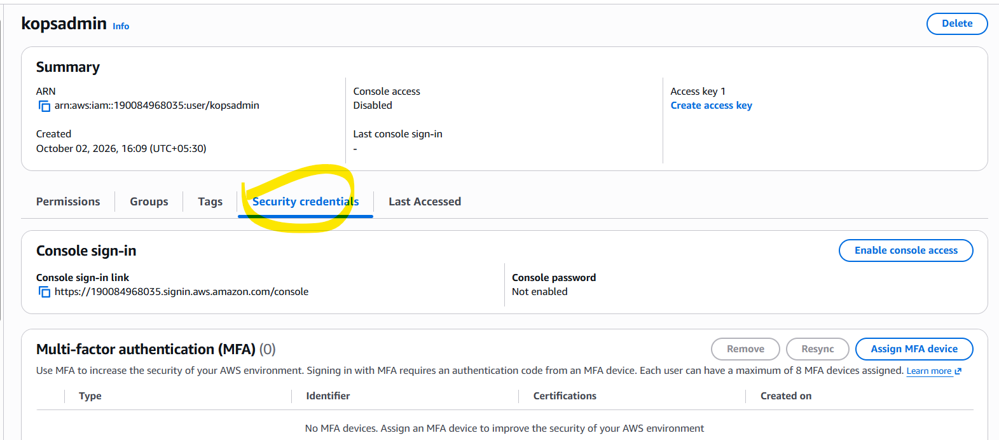 kopsadmin Info
Delete
Summary
ARN
arn:aws:iam::190084968035:user/kopsadmin
Created
October 02, 2026, 16:09 (UTC+05:30)
Console access
Disabled
Last console sign-in
-
Access key 1
Create access key
Permissions
Groups
Tags
Security credentials
Last Accessed
Console sign-in
Enable console access
Console sign-in link
https://190084968035.signin.aws.amazon.com/console
Console password
Not enabled
Multi-factor authentication (MFA) (0)
Remove
Resync
Assign MFA device
Use MFA to increase the security of your AWS environment. Signing in with MFA requires an authentication code from an MFA device. Each user can have a maximum of 8 MFA devices assigned. Learn more
Type
Identifier
Certifications
Created on
No MFA devices. Assign an MFA device to improve the security of your AWS environment